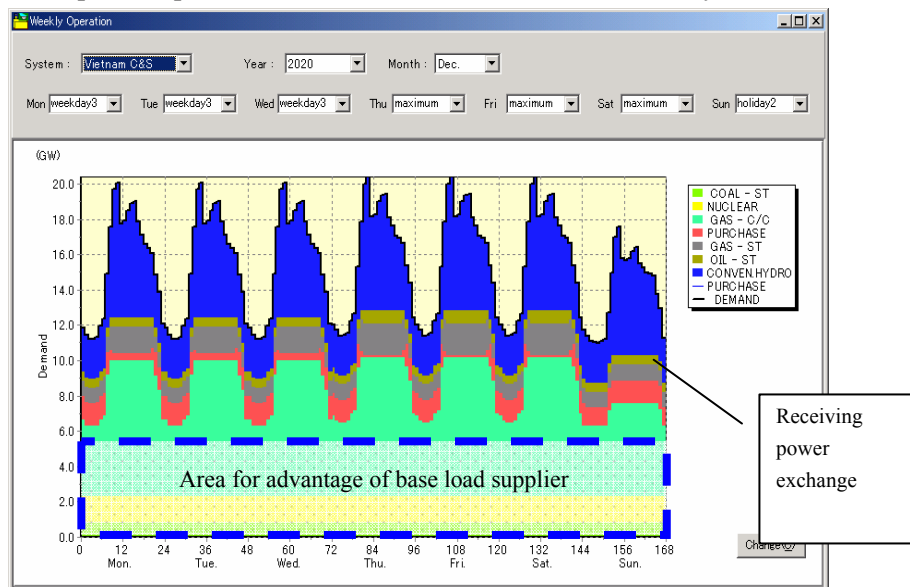 Weekly Operation
System : Vietnam C&S Year : 2020 Month : Dec.
Mon weekday3 Tue weekday3 Wed weekday3 Thu maximum Fri maximum Sat maximum Sun holiday2
(GW)
20.0
18.0
16.0
14.0
12.0
10.0
8.0
6.0
4.0
2.0
0.0
Demand
0 12 24 36 48 60 72 84 96 108 120 132 144 156 168
Mon. Tue. Wed. Thu. Fri. Sat. Sun.
COAL - ST
NUCLEAR
GAS - C/C
PURCHASE
GAS - ST
OIL - ST
CONVEN.HYDRO
PURCHASE
DEMAND
Area for advantage of base load supplier
Receiving
power
exchange